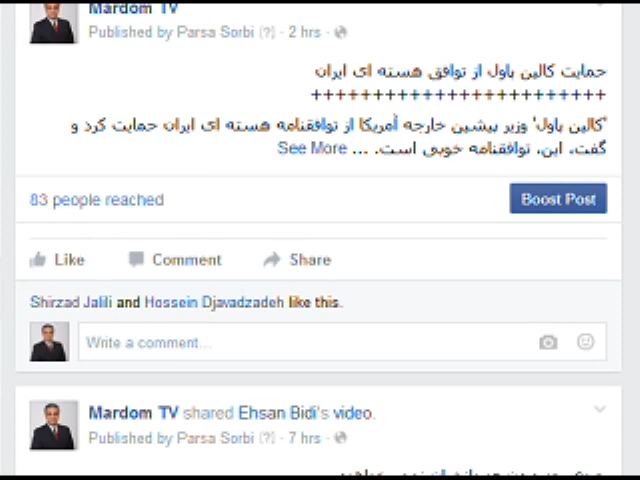 Mardom TV
Published by Parsa Sorbi (?) · 2 hrs ·
حمایت کالین پاول از توافق هسته ای ایران
++++++++++++++++++++++++
'کالین پاول' وزیر پیشین خارجه آمریکا از توافقنامه هسته ای ایران حمایت کرد و
گفت، این، توافقنامه خوبی است. ... See More
83 people reached
Boost Post
Like Comment Share
Shirzad Jalili and Hossein Djavadzadeh like this.
Write a comment...
Mardom TV shared Ehsan Bidi's video.
Published by Parsa Sorbi (?) · 7 hrs ·